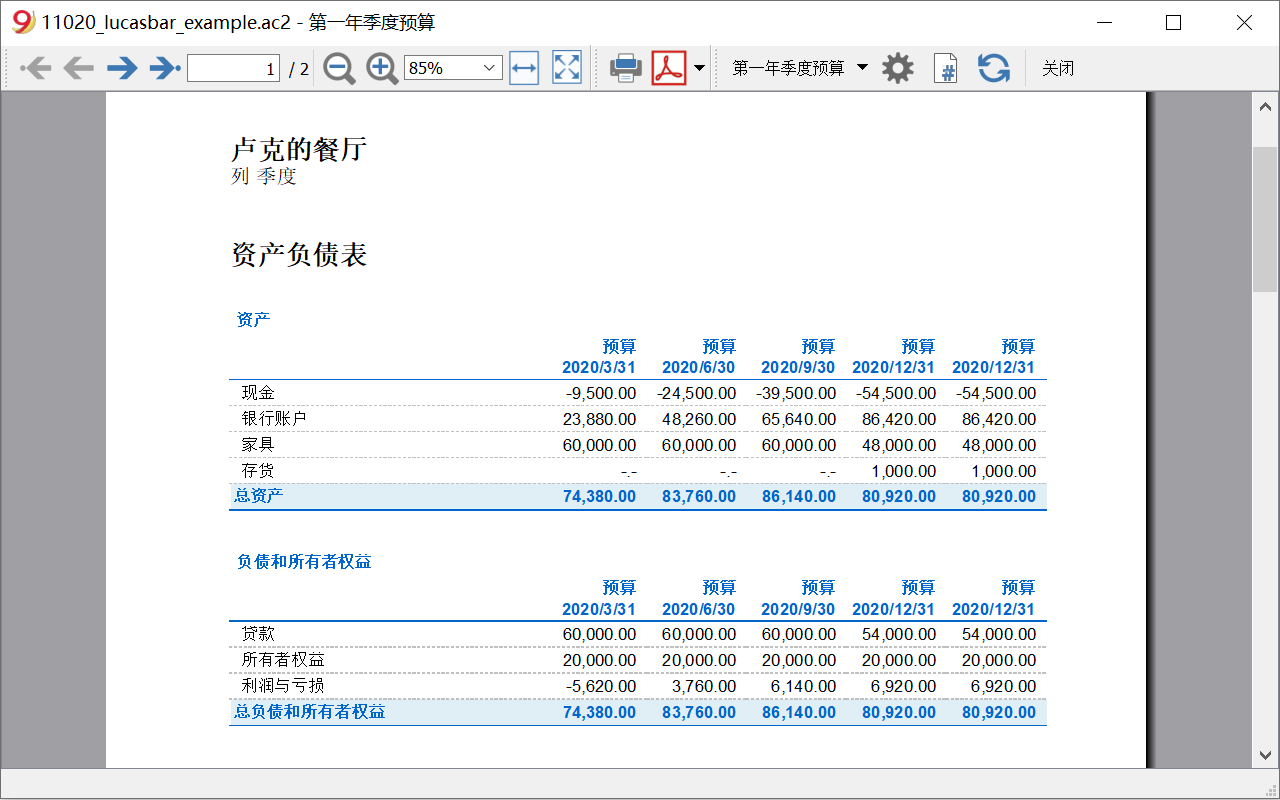 11020_lucasbar_example.ac2 - 第一年季度预算
1 / 2 85% 第一年季度预算 # 关闭
卢克的餐厅
列 季度
资产负债表
资产
预算 预算 预算 预算 预算
2020/3/31 2020/6/30 2020/9/30 2020/12/31 2020/12/31
现金 -9,500.00 -24,500.00 -39,500.00 -54,500.00 -54,500.00
银行账户 23,880.00 48,260.00 65,640.00 86,420.00 86,420.00
家具 60,000.00 60,000.00 60,000.00 48,000.00 48,000.00
存货 -.- -.- -.- 1,000.00 1,000.00
总资产 74,380.00 83,760.00 86,140.00 80,920.00 80,920.00
负债和所有者权益
预算 预算 预算 预算 预算
2020/3/31 2020/6/30 2020/9/30 2020/12/31 2020/12/31
贷款 60,000.00 60,000.00 60,000.00 54,000.00 54,000.00
所有者权益 20,000.00 20,000.00 20,000.00 20,000.00 20,000.00
利润与亏损 -5,620.00 3,760.00 6,140.00 6,920.00 6,920.00
总负债和所有者权益 74,380.00 83,760.00 86,140.00 80,920.00 80,920.00